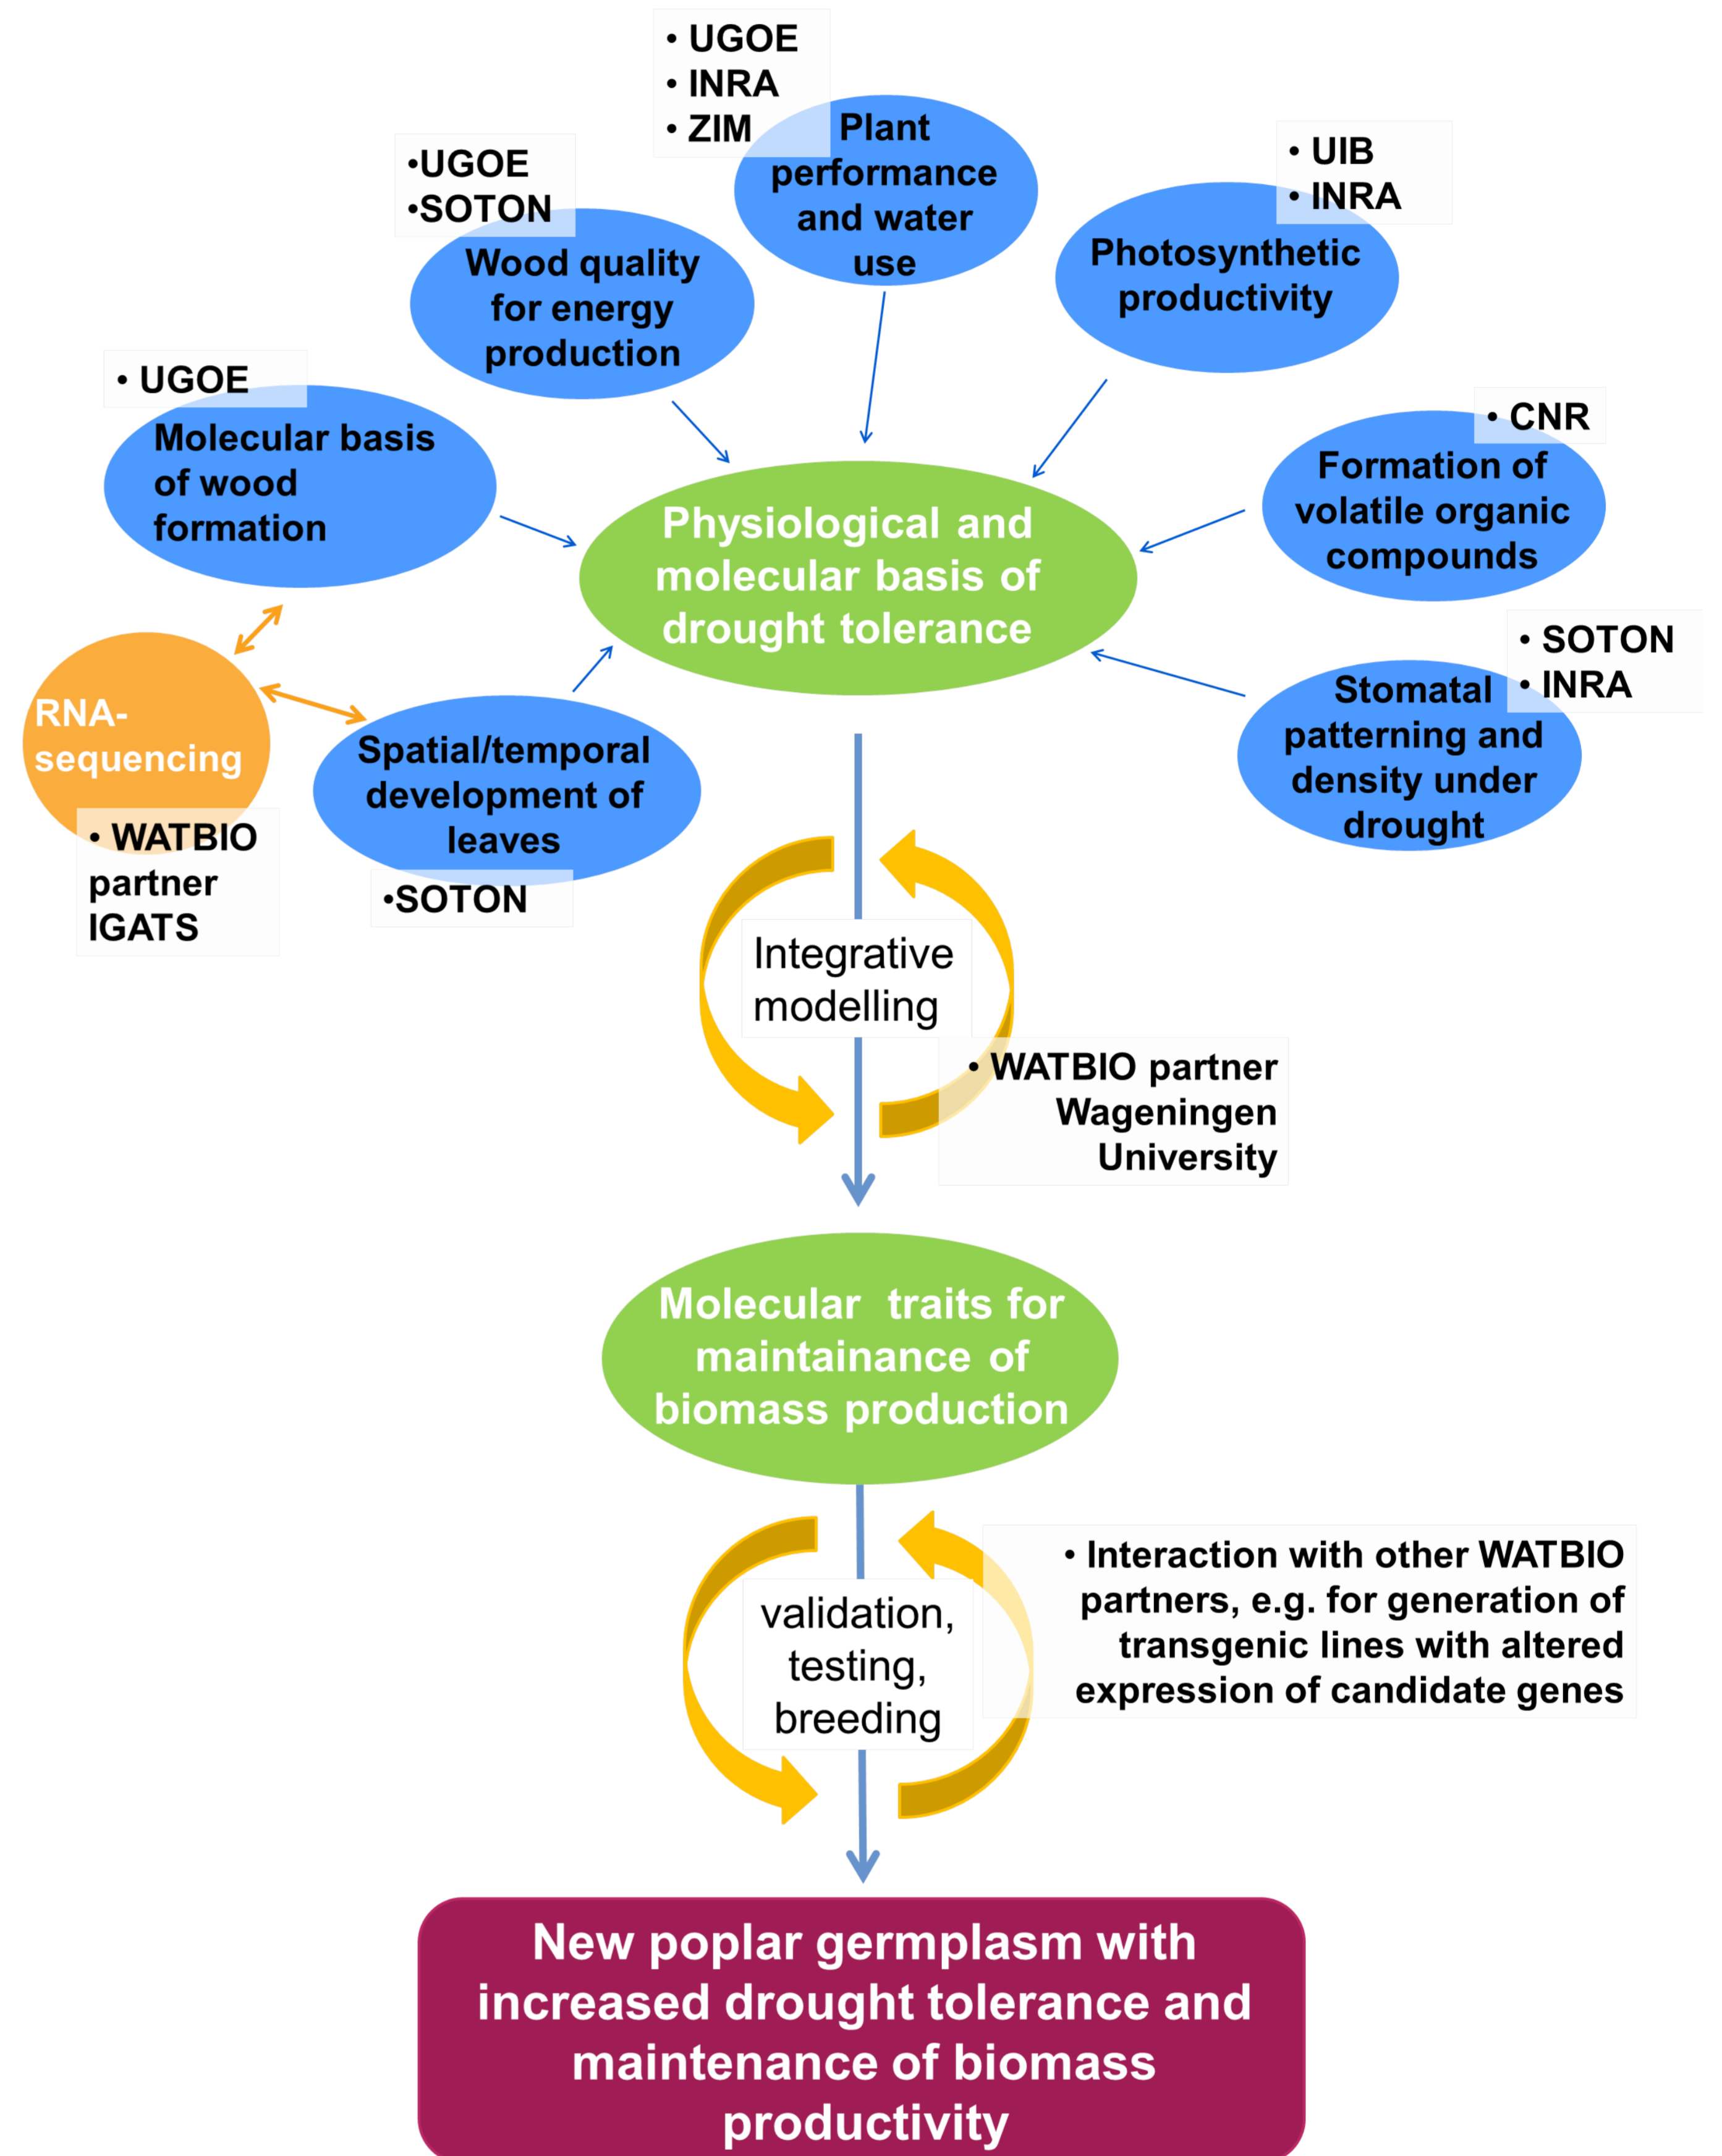 • UGOE
• INRA
• ZIM
Plant
performance
and water
use
•UGOE
•SOTON
Wood quality
for energy
production
• UIB
• INRA
Photosynthetic
productivity
• UGOE
Molecular basis
of wood
formation
• CNR
Formation of
volatile organic
compounds
Physiological and
molecular basis of
drought tolerance
RNA-
sequencing
• WATBIO
partner
IGATS
Spatial/temporal
development of
leaves
•SOTON
• SOTON
• INRA
Stomatal
patterning and
density under
drought
Integrative
modelling
• WATBIO partner
Wageningen
University
Molecular traits for
maintainance of
biomass production
validation,
testing,
breeding
• Interaction with other WATBIO
partners, e.g. for generation of
transgenic lines with altered
expression of candidate genes
New poplar germplasm with
increased drought tolerance and
maintenance of biomass
productivity